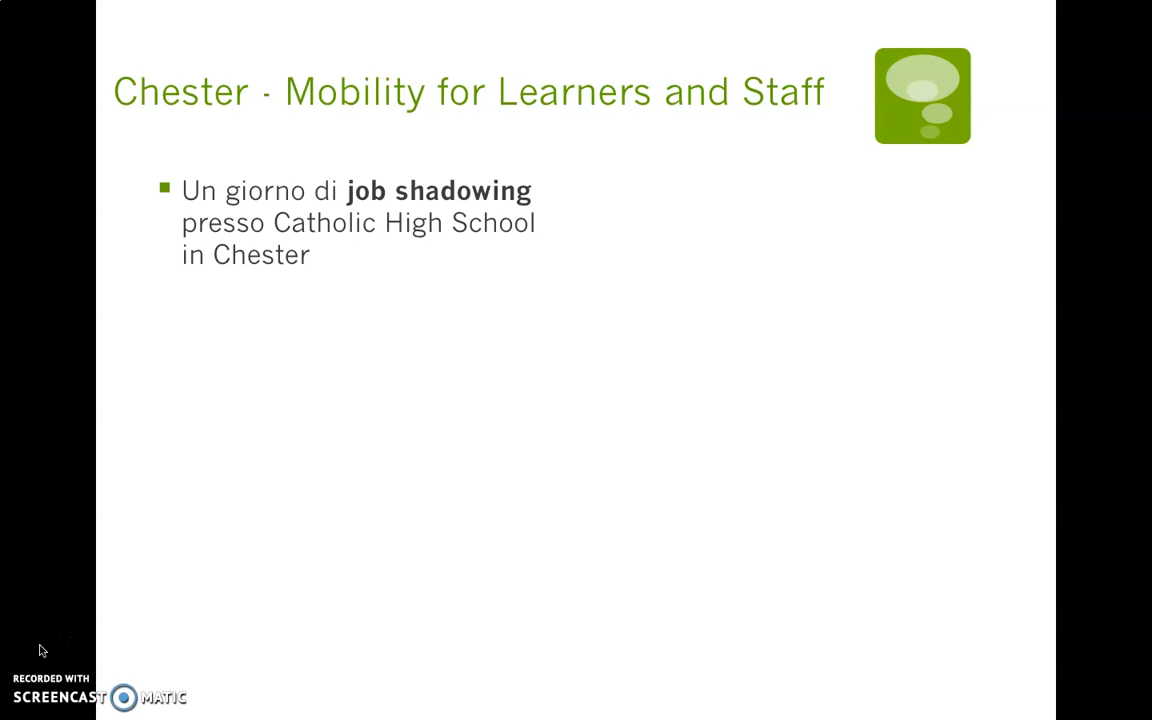 Chester - Mobility for Learners and Staff
Un giorno di job shadowing
presso Catholic High School
in Chester
RECORDED WITH
SCREENCAST MATIC